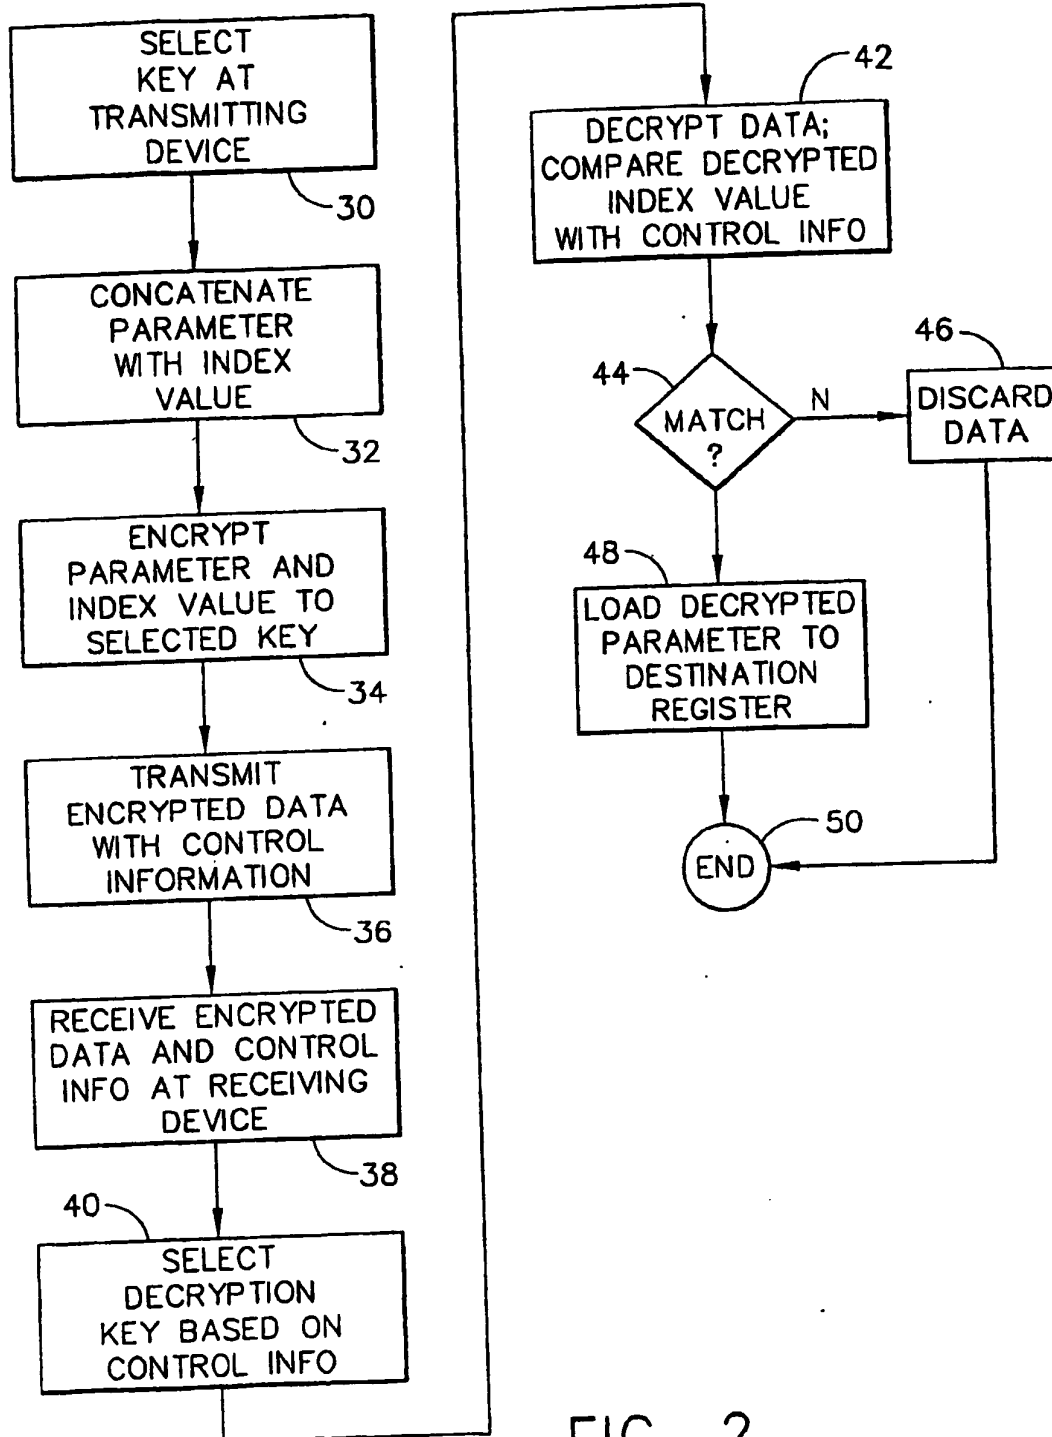 SELECT
KEY AT
TRANSMITTING
DEVICE
30
CONCATENATE
PARAMETER
WITH INDEX
VALUE
32
ENCRYPT
PARAMETER AND
INDEX VALUE TO
SELECTED KEY
34
TRANSMIT
ENCRYPTED DATA
WITH CONTROL
INFORMATION
36
RECEIVE ENCRYPTED
DATA AND CONTROL
INFO AT RECEIVING
DEVICE
38
40
SELECT
DECRYPTION
KEY BASED ON
CONTROL INFO
42
DECRYPT DATA;
COMPARE DECRYPTED
INDEX VALUE
WITH CONTROL INFO
44
MATCH
?
N
46
DISCARD
DATA
48
LOAD DECRYPTED
PARAMETER TO
DESTINATION
REGISTER
50
END
FIG. 2